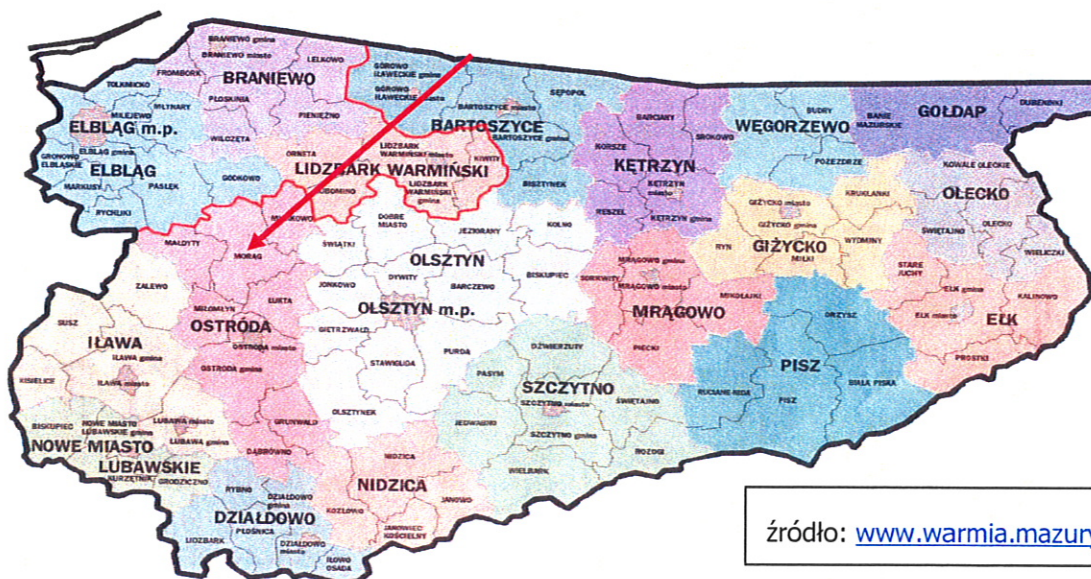 BRANIEWO gmina
BRANIEWO miasto
LELKOWO
FROMBORK
BRANIEWO
PŁOSKINIA
PIENIĘŻNO
WILCZĘTA
TOLKMICKO
MŁYNARY
MILEJEWO
ELBLĄG m.p.
ELBLĄG gmina
GRONOWO
ELBLĄSKIE
ELBLĄG
MARKUSY
PASŁĘK
GODKOWO
RYCHLIKI
GÓROWO
IŁAWECKIE gmina
GÓROWO
IŁAWECKIE miasto
BARTOSZYCE miasto
SĘPOPOL
BARTOSZYCE
BARTOSZYCE gmina
BISZTYNEK
ORNETA
LIDZBARK
WARMIŃSKI miasto
KIWITY
LIDZBARK WARMIŃSKI
LUBOMINO
LIDZBARK
WARMIŃSKI
gmina
BARCIANY
KORSZE
SROKOWO
KĘTRZYN
KĘTRZYN
miasto
RESZEL
KĘTRZYN gmina
WĘGORZEWO
BUDRY
POZEZDRZE
BANIE
MAZURSKIE
GOŁDAP
DUBENINKI
KOWALE OLECKIE
OLECKO
ŚWIĘTAJNO
OLECKO
WIELICZKI
KRUKLANKI
GIŻYCKO miasto
GIŻYCKO gmina
RYN
GIŻYCKO
WYDMINY
MIŁKI
STARE
JUCHY
EŁK gmina
KALINOWO
EŁK miasto
EŁK
PROSTKI
MAŁDYTY
MORĄG
MIŁOMŁYN
ŁUKTA
OSTRÓDA
OSTRÓDA miasto
OSTRÓDA gmina
GRUNWALD
DĄBRÓWNO
DOBRE
MIASTO
JEZIORANY
KOLNO
ŚWIĄTKI
OLSZTYN
DYWITY
BISKUPIEC
JONKOWO
BARCZEWO
OLSZTYN m.p.
GIETRZWAŁD
STAWIGUDA
PURDA
OLSZTYNEK
SORKWITY
MRĄGOWO gmina
MRĄGOWO miasto
MIKOŁAJKI
MRĄGOWO
PIECKI
ORZYSZ
PISZ
RUCIANE-NIDA
PISZ
BIAŁA PISKA
ZALEWO
SUSZ
IŁAWA
IŁAWA gmina
IŁAWA miasto
KISIELICE
LUBAWA miasto
LUBAWA gmina
BISKUPIEC
NOWE MIASTO
LUBAWSKIE gmina
NOWE MIASTO
LUBAWSKIE
KURZĘTNIK
GRODZICZNO
DŹWIERZUTY
PASYM
SZCZYTNO
SZCZYTNO miasto
ŚWIĘTAJNO
JEDWABNO
SZCZYTNO gmina
ROZOGI
WIELBARK
NIDZICA
NIDZICA
JANOWO
KOZŁOWO
JANOWIEC
KOŚCIELNY
RYBNO
DZIAŁDOWO
gmina
DZIAŁDOWO
PŁOŚNICA
LIDZBARK
DZIAŁDOWO
miasto
IŁOWO
OSADA
źródło: www.warmia.mazury